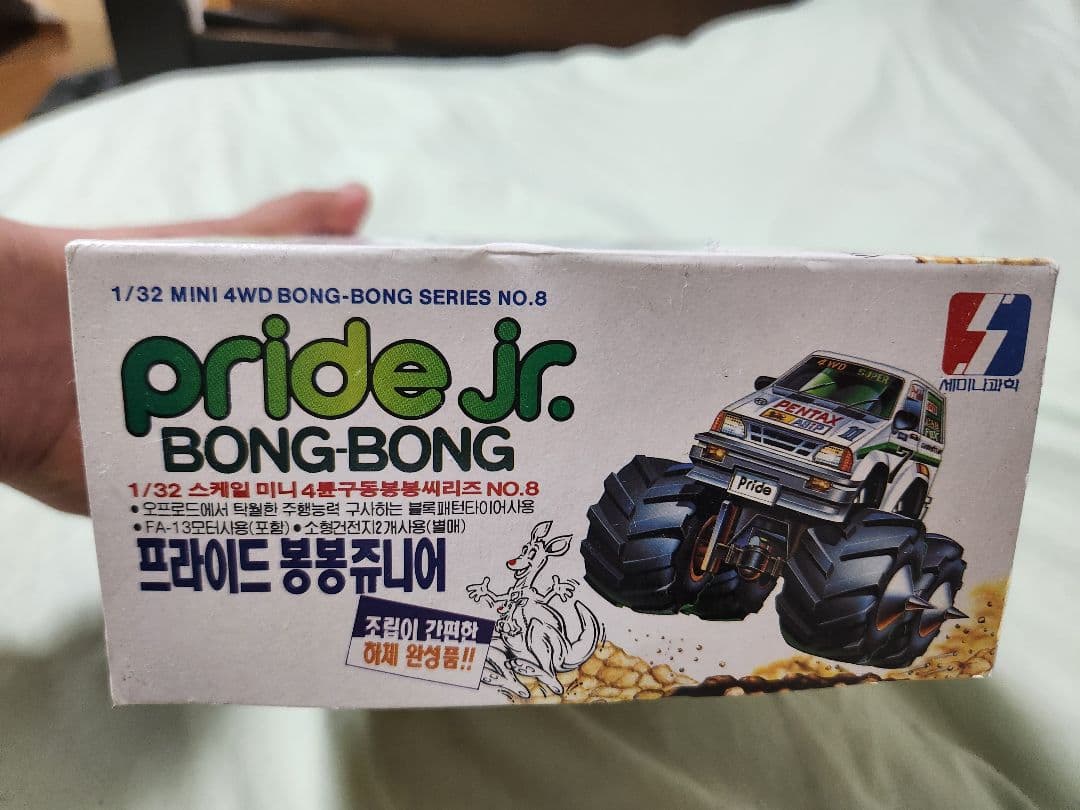 1/32 MINI 4WD BONG-BONG SERIES NO.8
pride jr.
BONG-BONG
1/32 스케일 미니 4륜구동봉봉씨리즈 NO.8
• 오프로드에서 탁월한 주행능력 구사하는 블록패턴타이어사용
• FA-13모터사용(포함) • 소형건전지2개사용(별매)
프라이드 봉봉쥬니어
조립이 간편한
하체 완성품!!
세미나과학
4WD SUPER
PENTAX
Pride